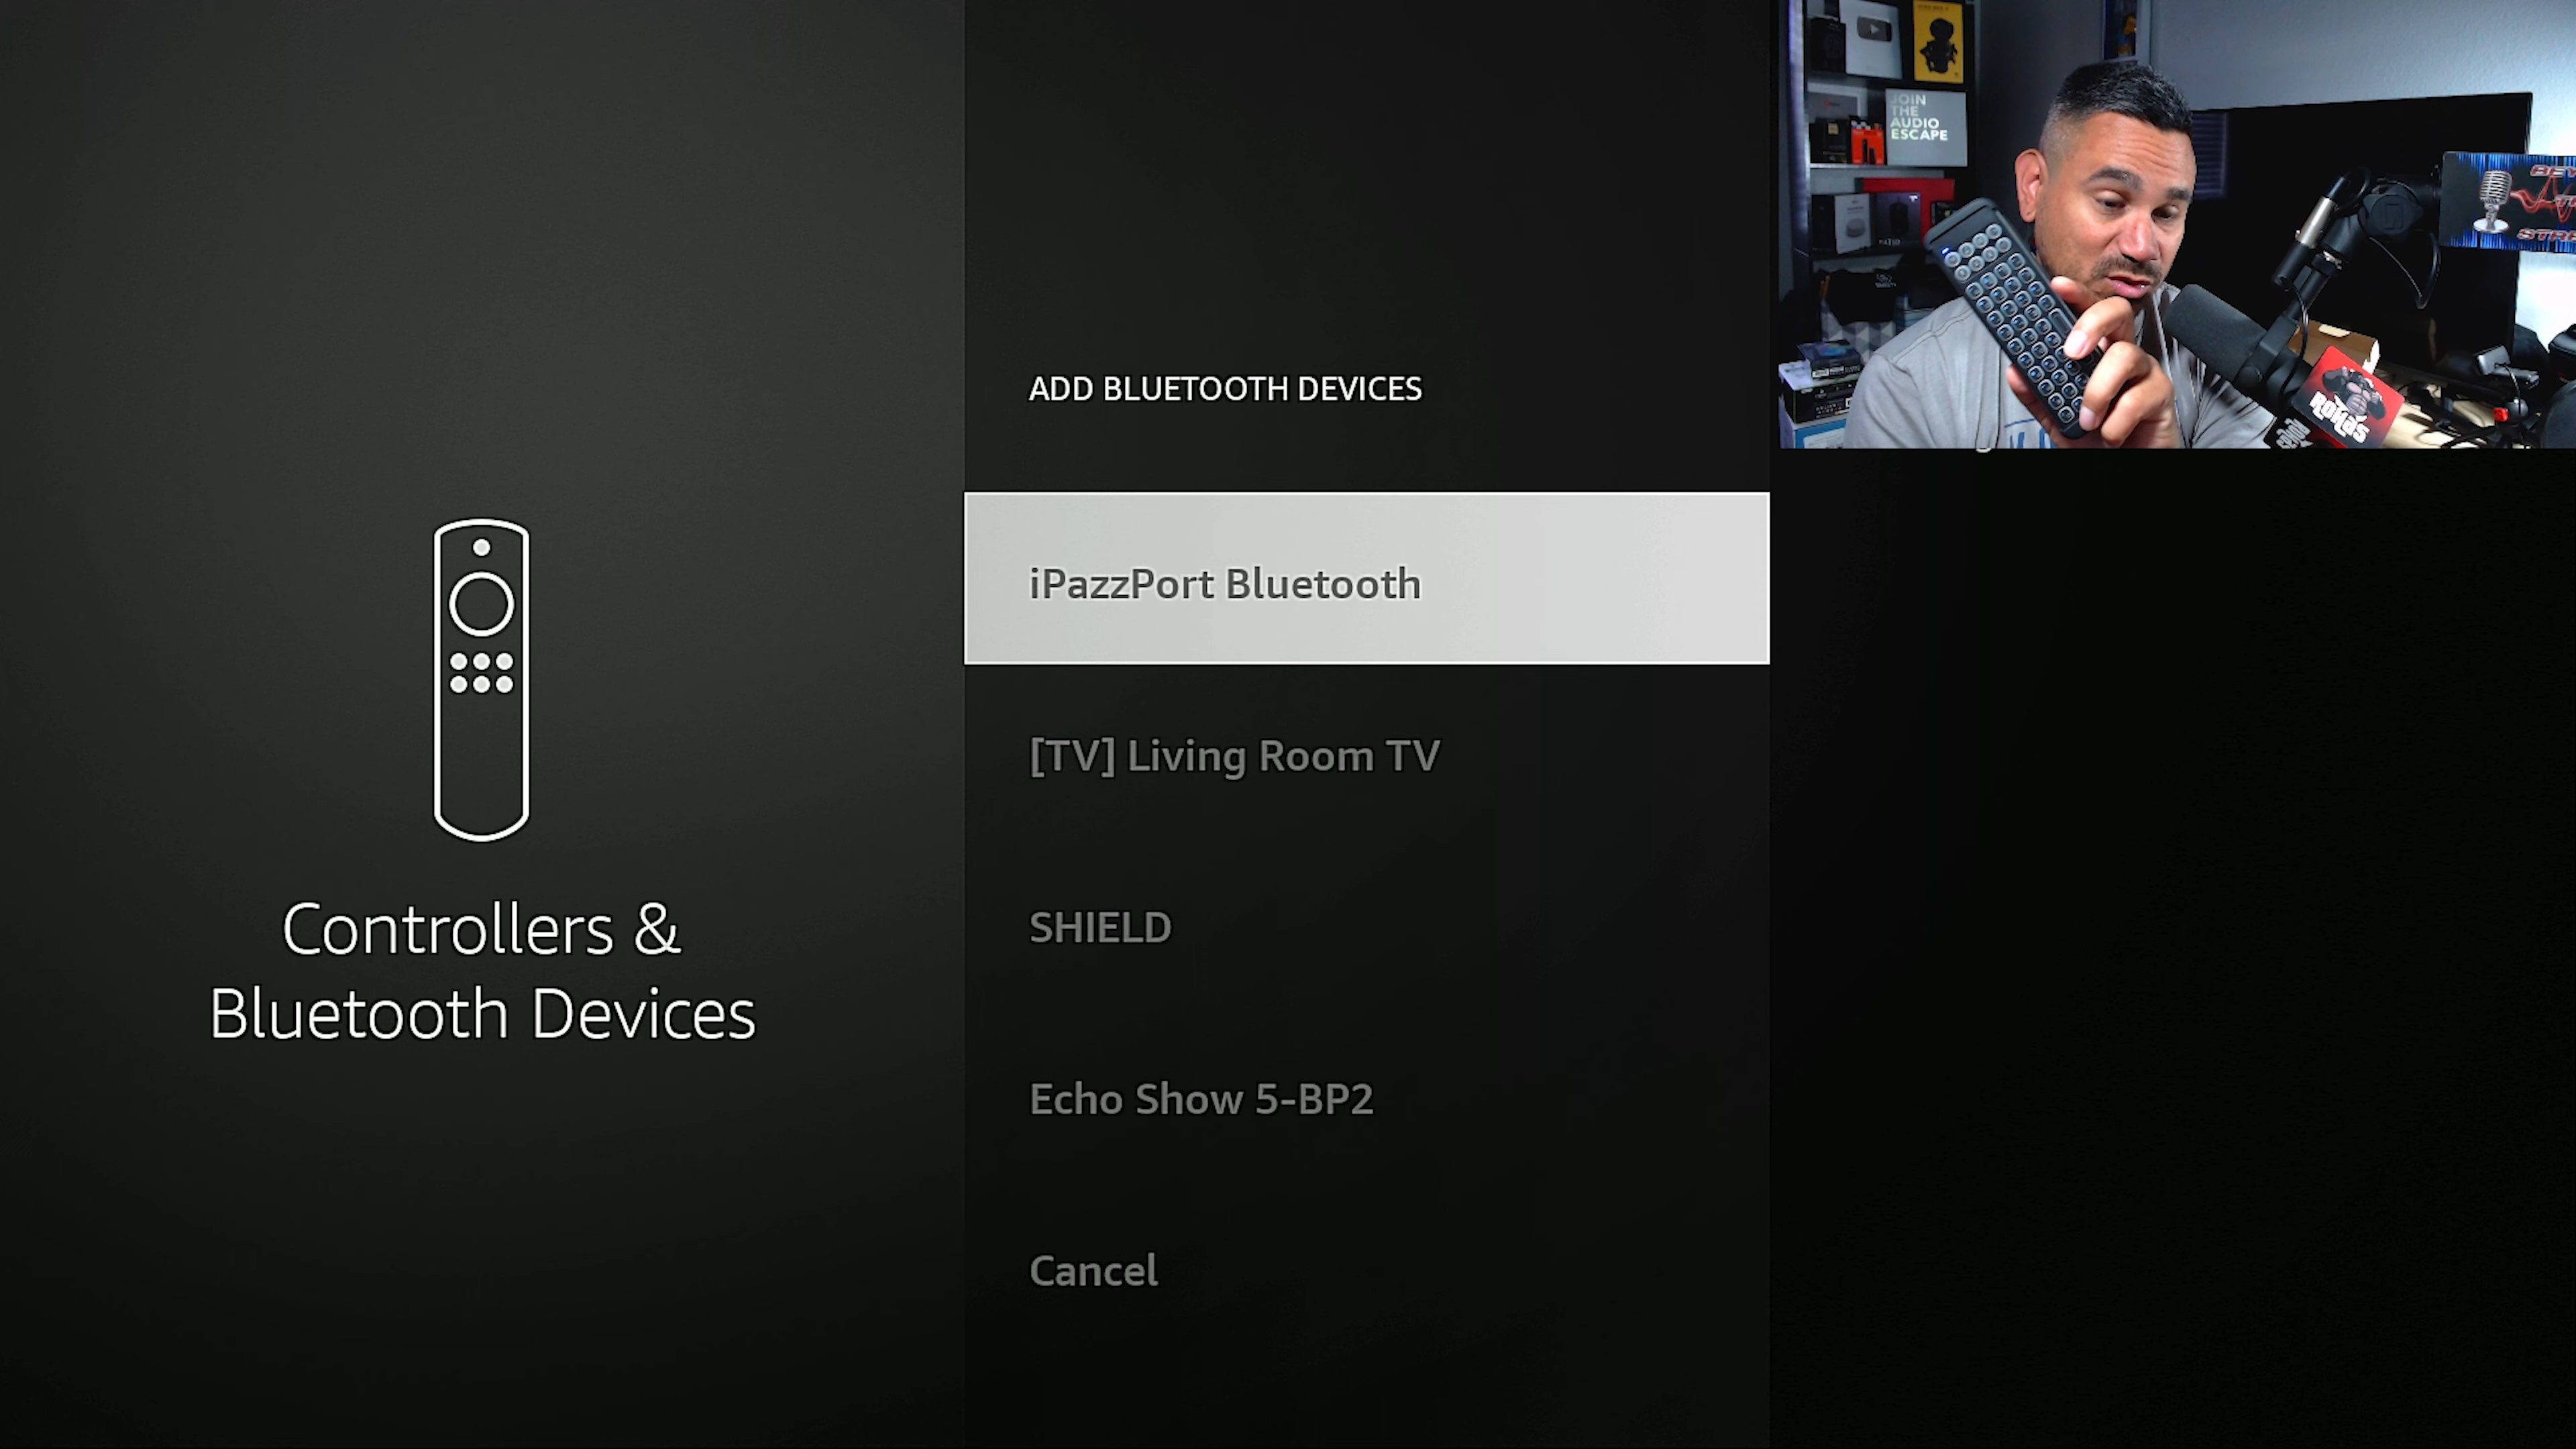 ADD BLUETOOTH DEVICES
iPazzPort Bluetooth
[TV] Living Room TV
SHIELD
Echo Show 5-BP2
Cancel
Controllers &
Bluetooth Devices
JOIN
THE
AUDIO
ESCAPE
ROMa5